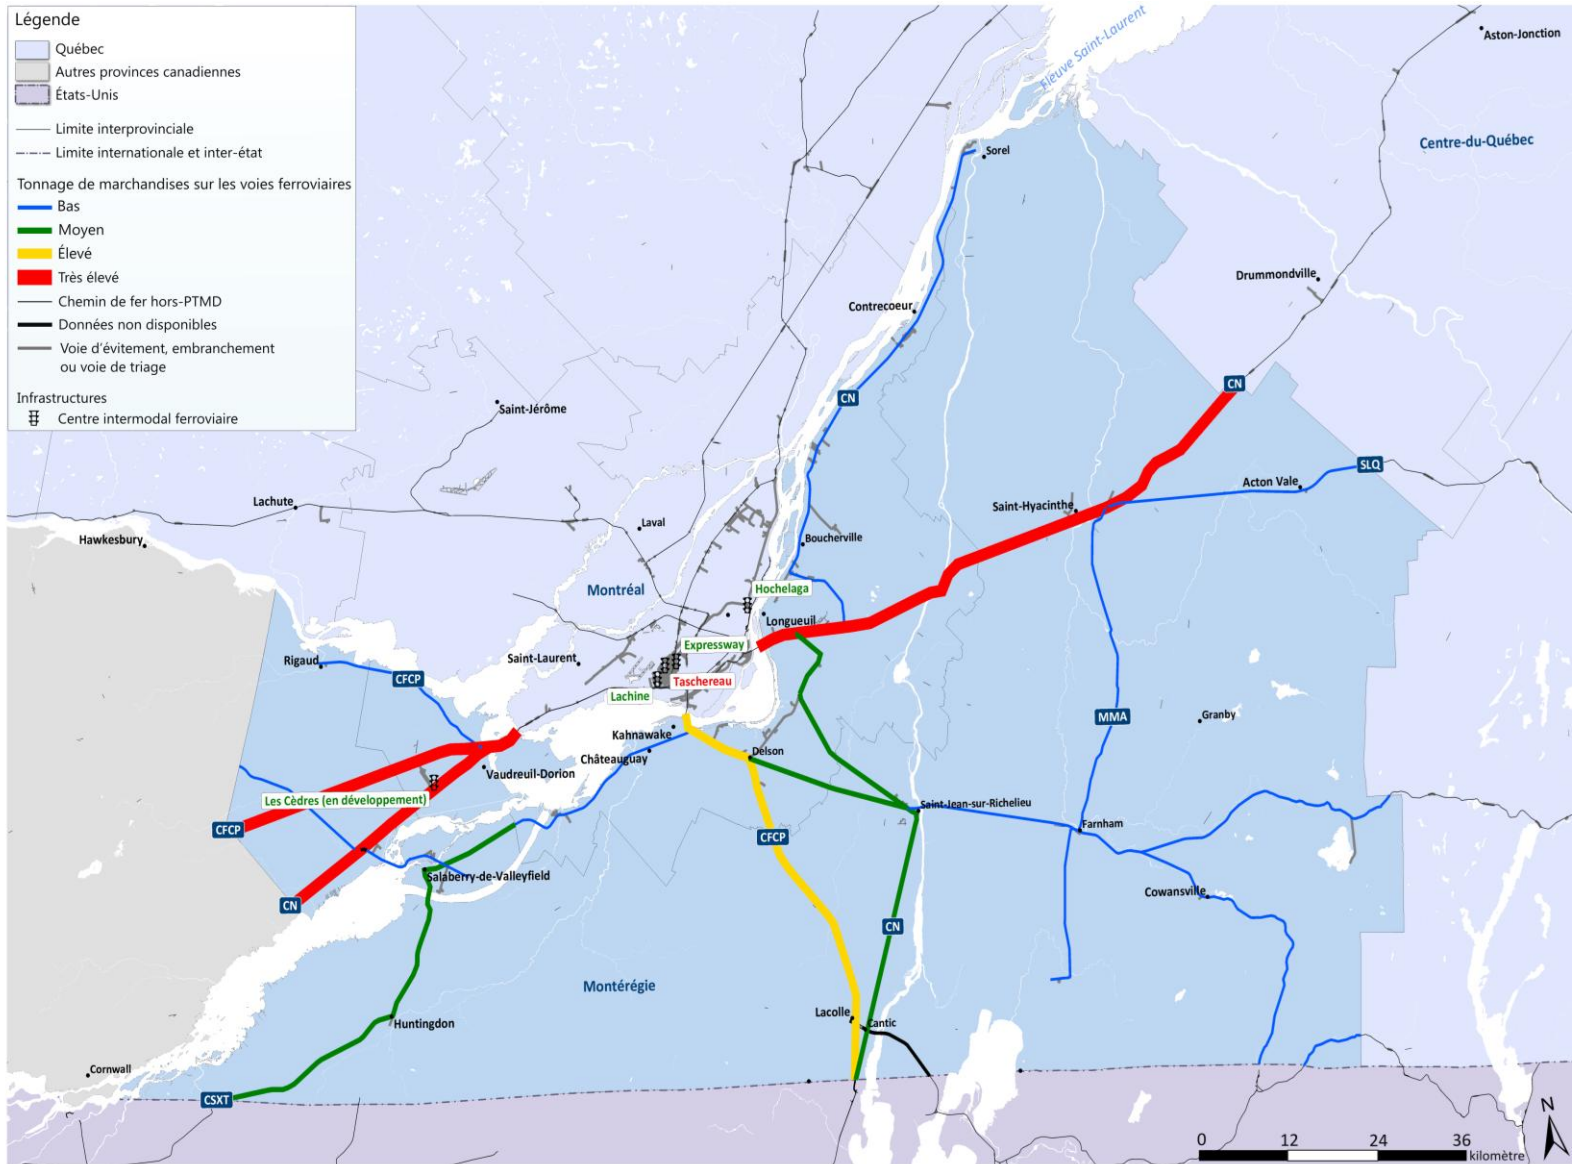 Légende
Québec
Autres provinces canadiennes
États-Unis
Limite interprovinciale
Limite internationale et inter-état
Tonnage de marchandises sur les voies ferroviaires
Bas
Moyen
Élevé
Très élevé
Chemin de fer hors-PTMD
Données non disponibles
Voie d'évitement, embranchement
ou voie de triage
Infrastructures
Centre intermodal ferroviaire
Fleuve Saint-Laurent
Aston-Jonction
Centre-du-Québec
Sorel
Drummondville
Contrecoeur
CN
CN
Saint-Jérôme
SLQ
Acton Vale
Lachute
Saint-Hyacinthe
Laval
Hawkesbury
Boucherville
Montréal
Hochelaga
Longueuil
Expressway
Saint-Laurent
Rigaud
CFCP
Taschereau
Lachine
MMA
Granby
Kahnawake
Châteauguay
Delson
Vaudreuil-Dorion
Les Cèdres (en développement)
Saint-Jean-sur-Richelieu
CFCP
CFCP
Farnham
Salaberry-de-Valleyfield
Cowansville
CN
CN
Montérégie
Lacolle
Cantic
Huntingdon
Cornwall
CSXT
N
0 12 24 36
kilomètre